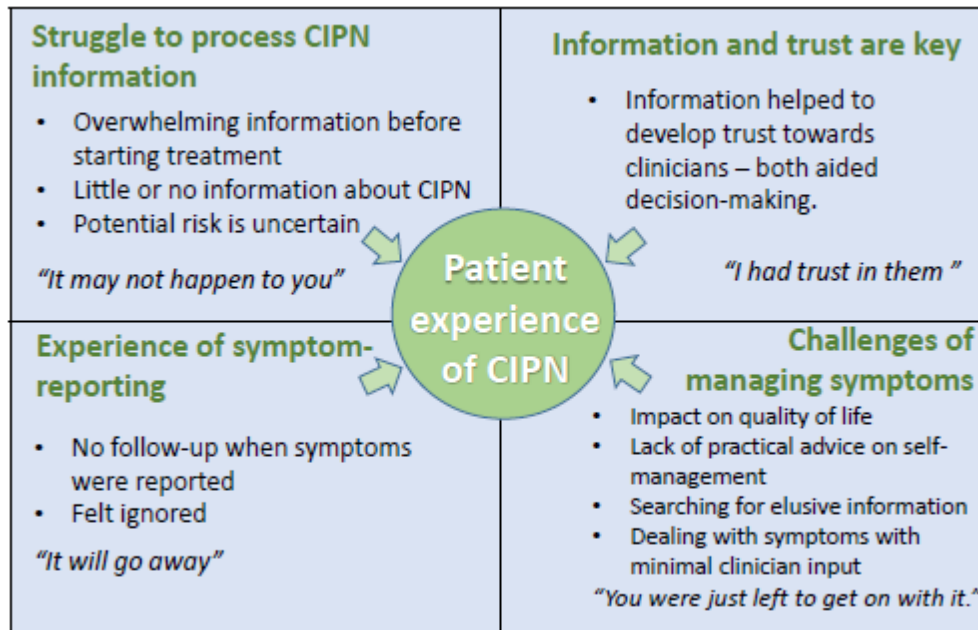 Struggle to process CIPN
information
• Overwhelming information before
starting treatment
• Little or no information about CIPN
• Potential risk is uncertain
“It may not happen to you”
Information and trust are key
• Information helped to
develop trust towards
clinicians – both aided
decision-making.
“I had trust in them ”
Patient
experience
of CIPN
Experience of symptom-
reporting
• No follow-up when symptoms
were reported
• Felt ignored
“It will go away”
Challenges of
managing symptoms
• Impact on quality of life
• Lack of practical advice on self-
management
• Searching for elusive information
• Dealing with symptoms with
minimal clinician input
“You were just left to get on with it.”